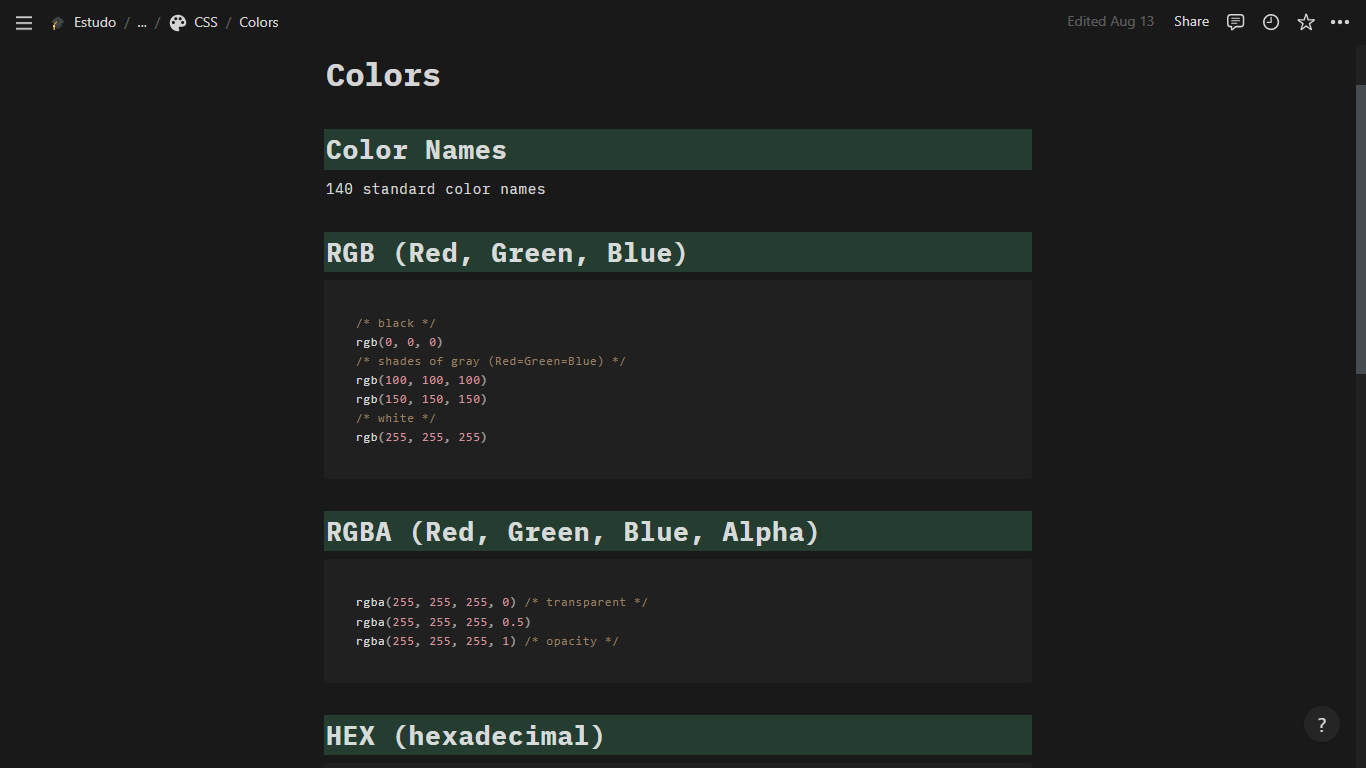 Estudo / ... / CSS / Colors
Edited Aug 13 Share
Colors
Color Names
140 standard color names
RGB (Red, Green, Blue)
/* black */
rgb(0, 0, 0)
/* shades of gray (Red=Green=Blue) */
rgb(100, 100, 100)
rgb(150, 150, 150)
/* white */
rgb(255, 255, 255)
RGBA (Red, Green, Blue, Alpha)
rgba(255, 255, 255, 0) /* transparent */
rgba(255, 255, 255, 0.5)
rgba(255, 255, 255, 1) /* opacity */
HEX (hexadecimal)
?